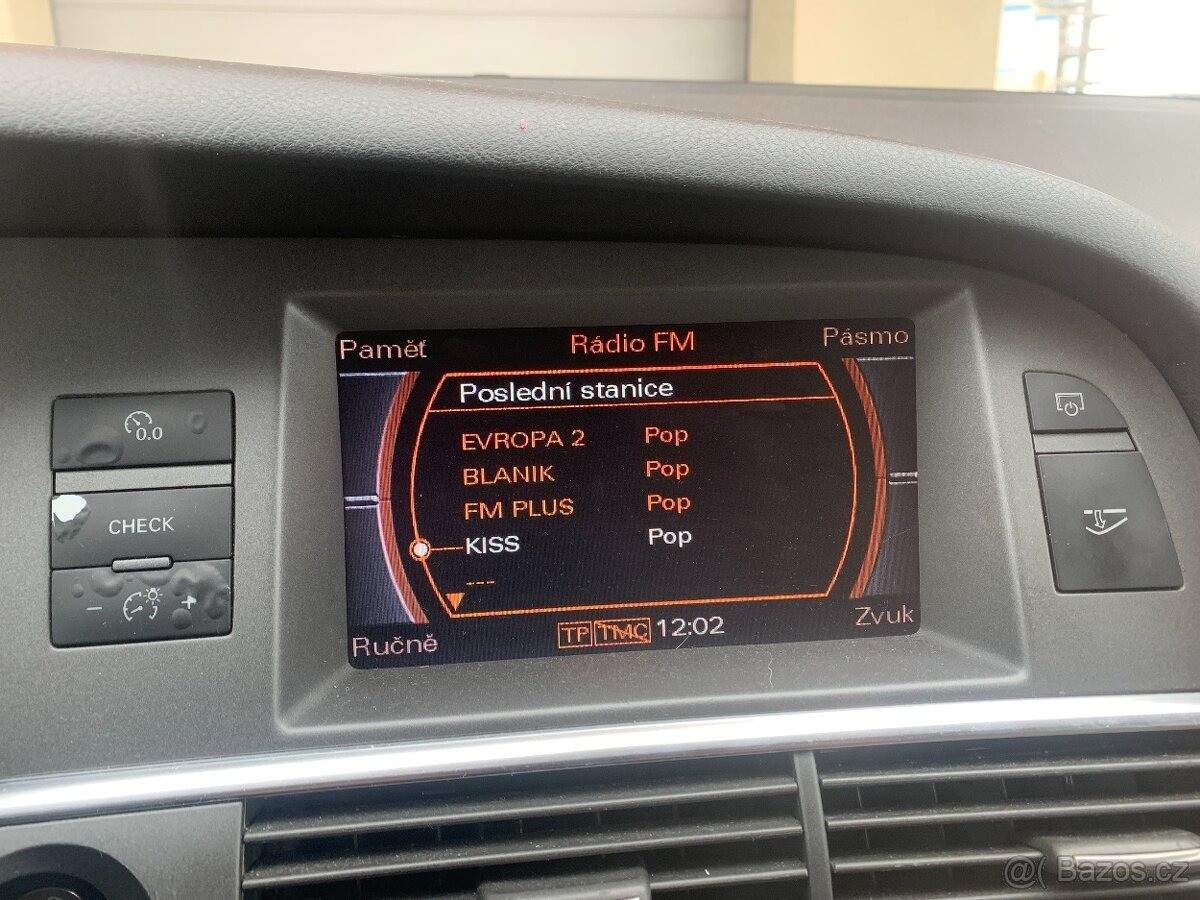 Paměť Rádio FM Pásmo
Poslední stanice
EVROPA 2 Pop
BLANIK Pop
FM PLUS Pop
KISS Pop
---
Ručně TP TMC 12:02 Zvuk
0.0
CHECK
- +
@ Bazos.cz